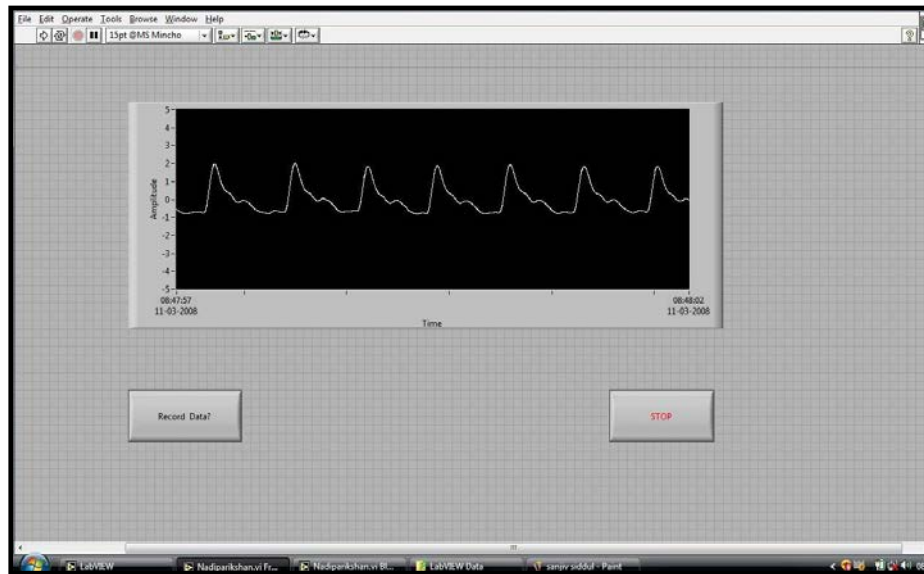 File Edit Operate Tools Browse Window Help
15pt @MS Mincho
5
4
3
2
1
0
-1
-2
-3
-4
-5
Amplitude
08:47:57
11-03-2008
08:48:02
11-03-2008
Time
Record Data?
STOP
LabVIEW
Nadiparikshan.vi Fr...
Nadiparikshan.vi Bl...
LabVIEW Data
sanjiv siddul - Paint